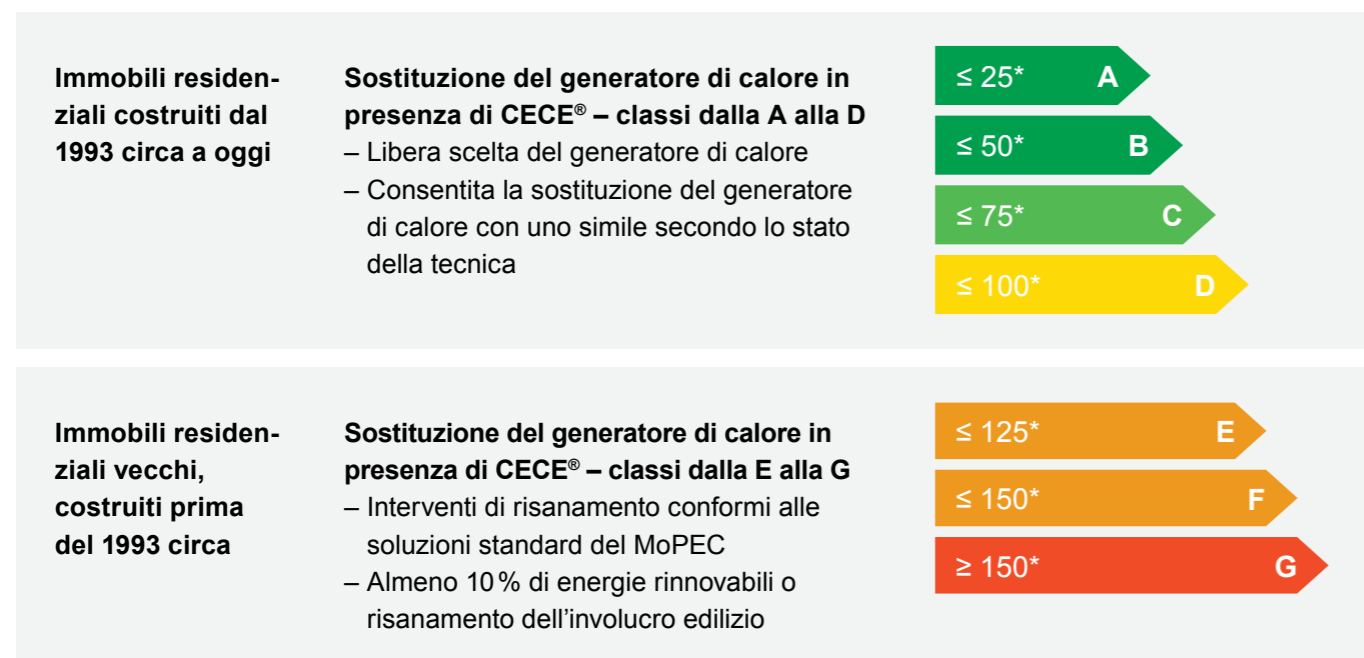 Immobili residen-
ziali costruiti dal
1993 circa a oggi
Sostituzione del generatore di calore in
presenza di CECE® – classi dalla A alla D
– Libera scelta del generatore di calore
– Consentita la sostituzione del generatore
di calore con uno simile secondo lo stato
della tecnica
≤ 25* A
≤ 50* B
≤ 75* C
≤ 100* D
Immobili residen-
ziali vecchi,
costruiti prima
del 1993 circa
Sostituzione del generatore di calore in
presenza di CECE® – classi dalla E alla G
– Interventi di risanamento conformi alle
soluzioni standard del MoPEC
– Almeno 10 % di energie rinnovabili o
risanamento dell’involucro edilizio
≤ 125* E
≤ 150* F
≥ 150* G